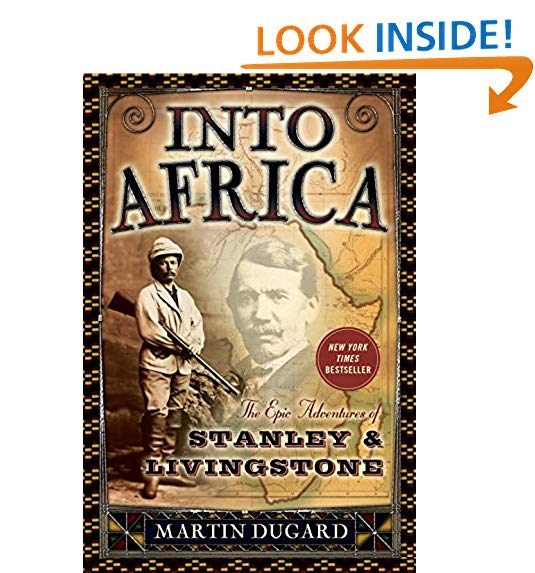 LOOK INSIDE!
INTO
AFRICA
NEW YORK
TIMES
BESTSELLER
The Epic Adventures of
STANLEY &
LIVINGSTONE
MARTIN DUGARD